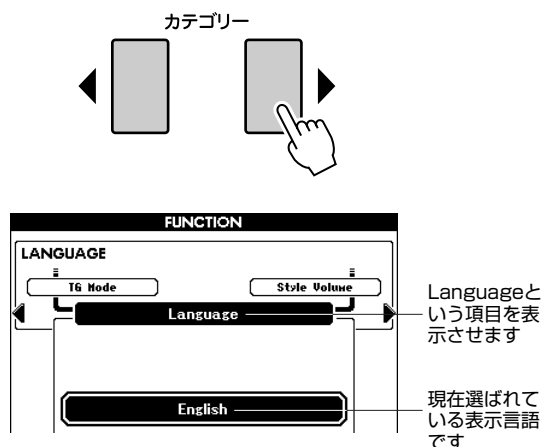 カテゴリー
FUNCTION
LANGUAGE
TG Mode
Style Volume
Language
Languageと
いう項目を表
示させます
English
現在選ばれて
いる表示言語
です